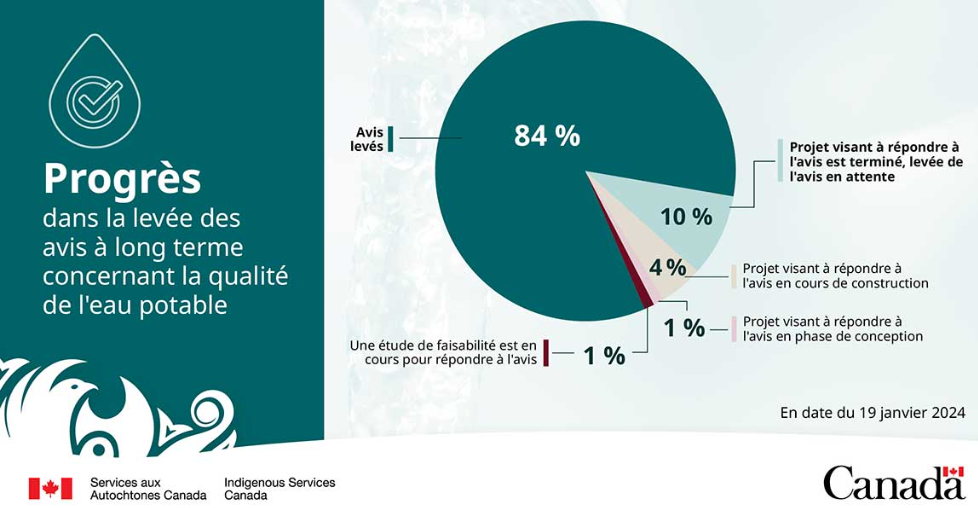 Progrès
dans la levée des
avis à long terme
concernant la qualité
de l'eau potable
Avis
levés
84 %
Projet visant à répondre à
l'avis est terminé, levée de
l'avis en attente
10 %
4 %
Projet visant à répondre à
l'avis en cours de construction
1 %
Projet visant à répondre à
l'avis en phase de conception
Une étude de faisabilité est en
cours pour répondre à l'avis
1 %
En date du 19 janvier 2024
Services aux
Autochtones Canada
Indigenous Services
Canada
Canada